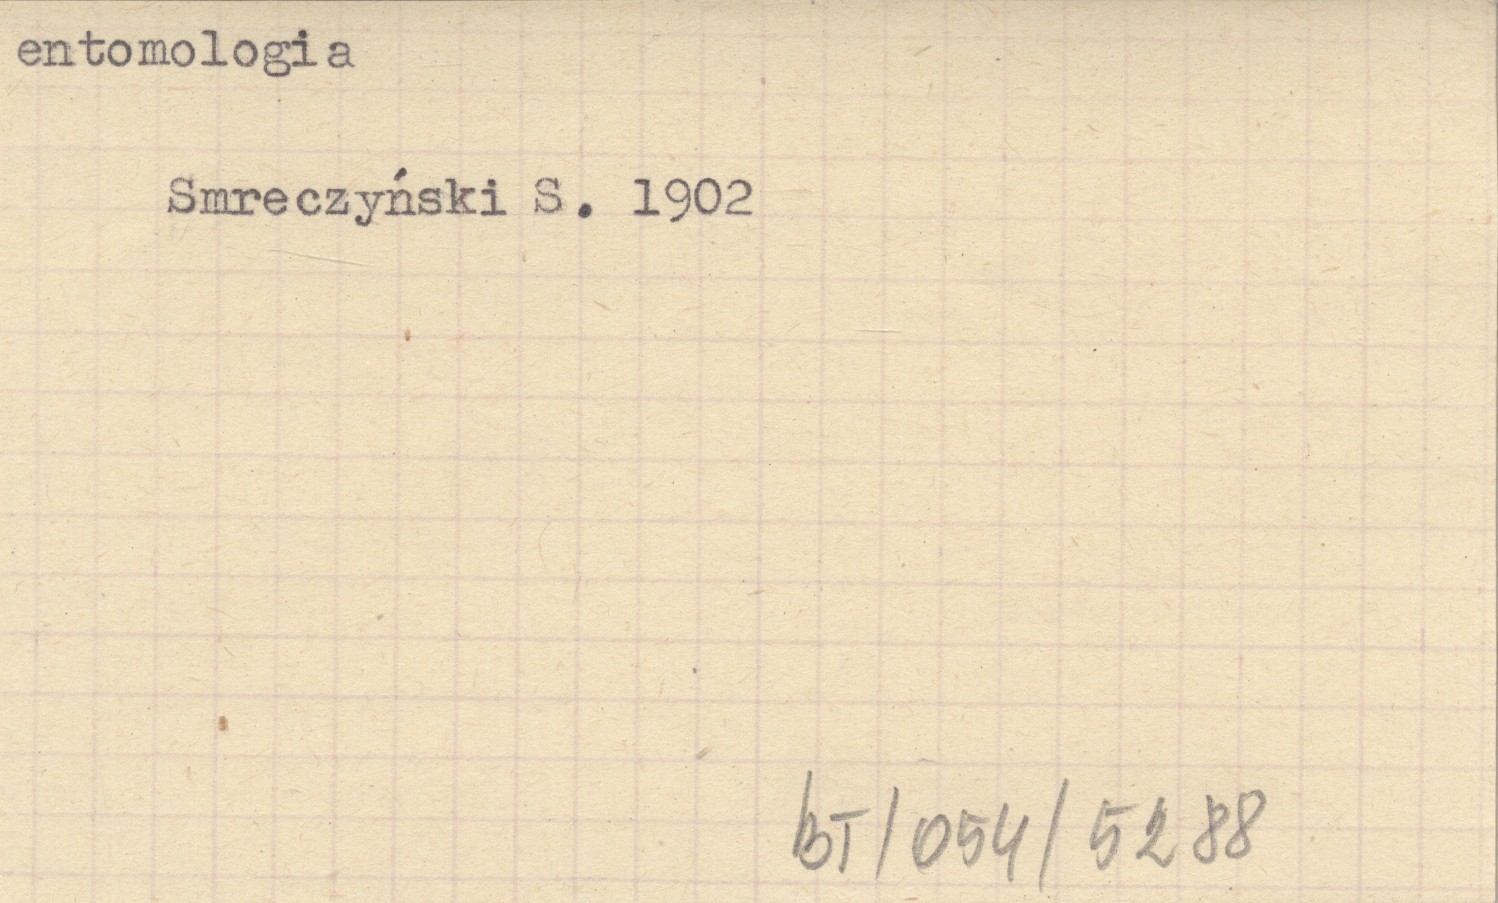 entomologia
Smreczyński S. 1902
BT/054/5288